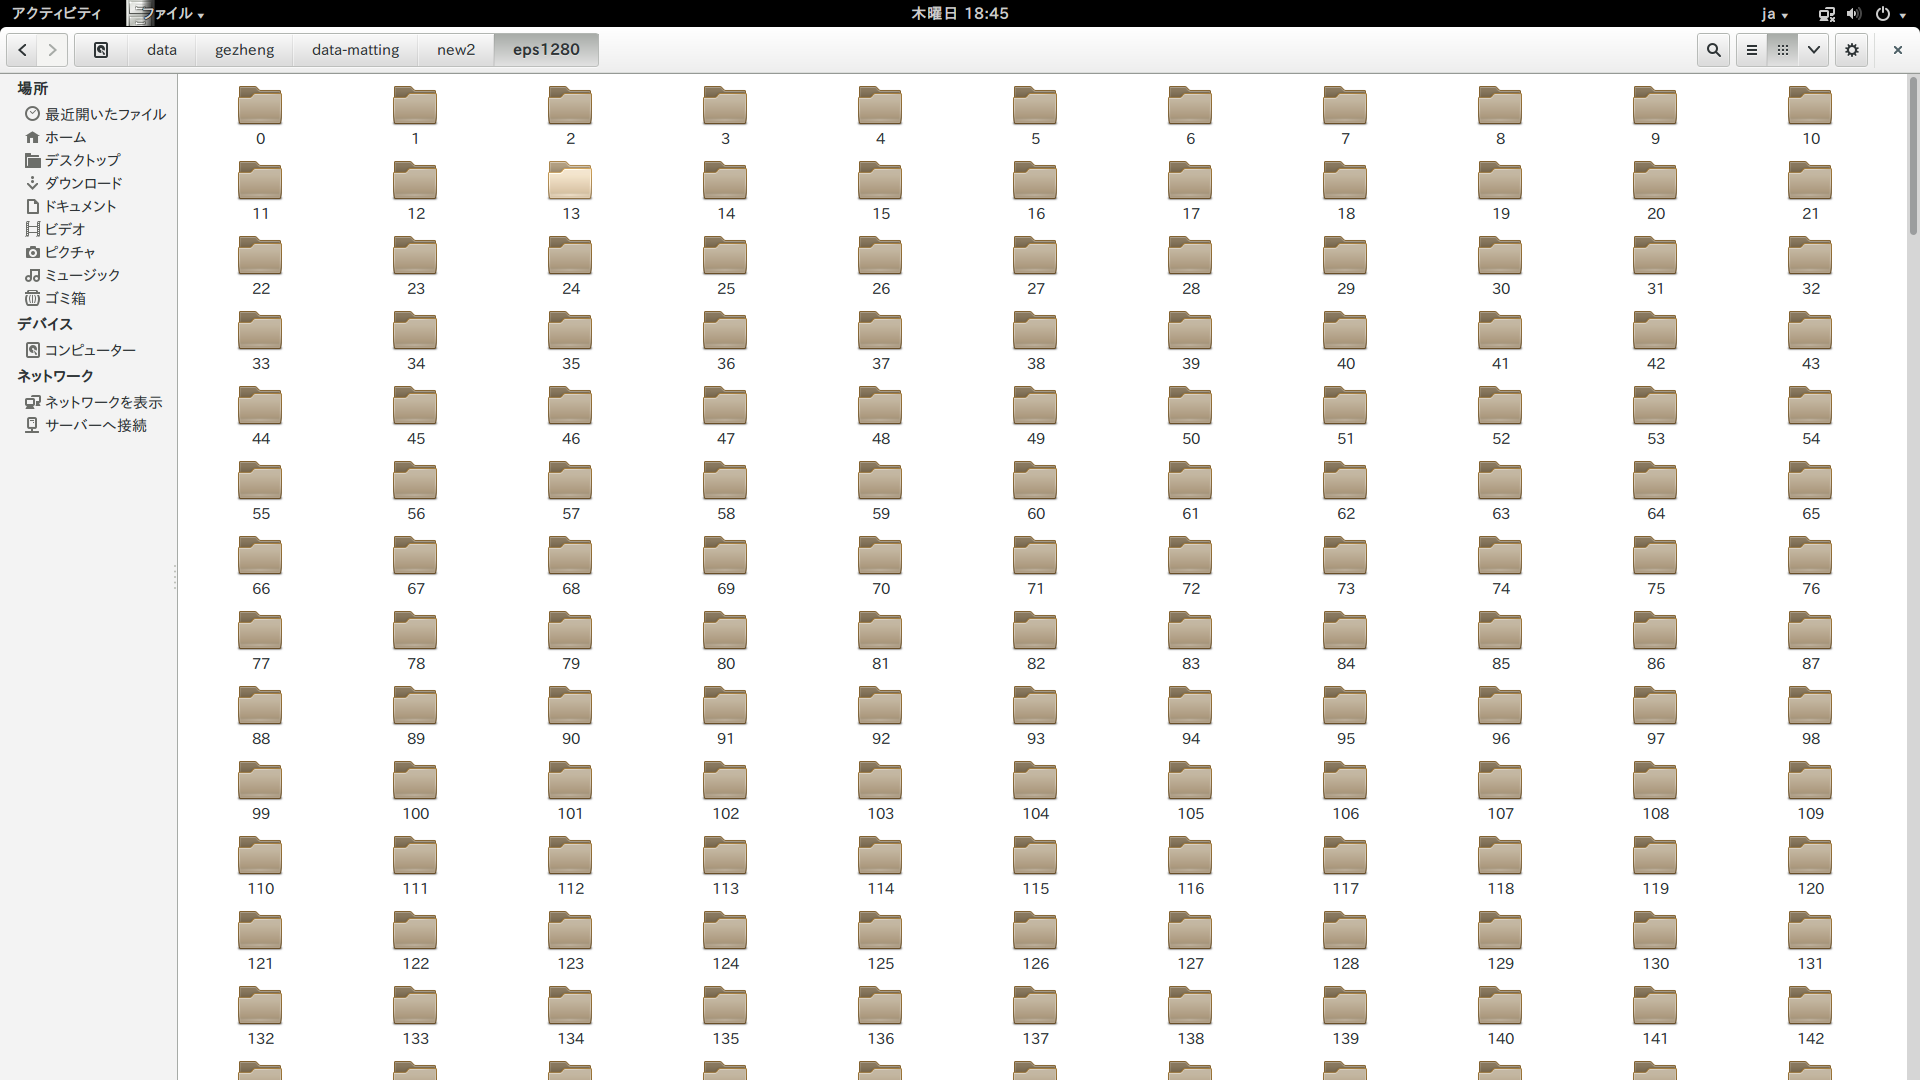 アクティビティ ファイル 木曜日 18:45 ja
data gezheng data-matting new2 eps1280
場所
最近開いたファイル
ホーム
デスクトップ
ダウンロード
ドキュメント
ビデオ
ピクチャ
ミュージック
ゴミ箱
デバイス
コンピューター
ネットワーク
ネットワークを表示
サーバーへ接続
0 1 2 3 4 5 6 7 8 9 10
11 12 13 14 15 16 17 18 19 20 21
22 23 24 25 26 27 28 29 30 31 32
33 34 35 36 37 38 39 40 41 42 43
44 45 46 47 48 49 50 51 52 53 54
55 56 57 58 59 60 61 62 63 64 65
66 67 68 69 70 71 72 73 74 75 76
77 78 79 80 81 82 83 84 85 86 87
88 89 90 91 92 93 94 95 96 97 98
99 100 101 102 103 104 105 106 107 108 109
110 111 112 113 114 115 116 117 118 119 120
121 122 123 124 125 126 127 128 129 130 131
132 133 134 135 136 137 138 139 140 141 142